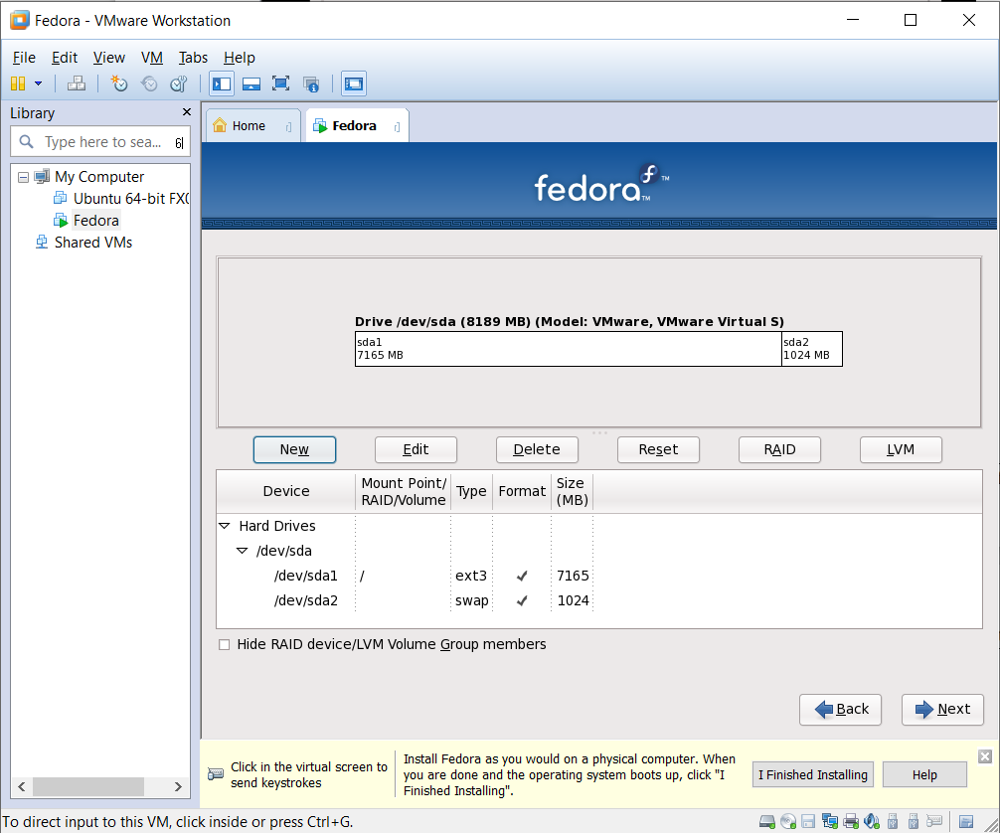 Fedora - VMware Workstation
File Edit View VM Tabs Help
Library
Type here to sea...
My Computer
Ubuntu 64-bit FX(
Fedora
Shared VMs
Home
Fedora
fedora™
™
Drive /dev/sda (8189 MB) (Model: VMware, VMware Virtual S)
sda1
7165 MB
sda2
1024 MB
New Edit Delete Reset RAID LVM
Device
Mount Point/
RAID/Volume
Type
Format
Size
(MB)
Hard Drives
/dev/sda
/dev/sda1 / ext3 7165
/dev/sda2 swap 1024
Hide RAID device/LVM Volume Group members
Back Next
Click in the virtual screen to
send keystrokes
Install Fedora as you would on a physical computer. When
you are done and the operating system boots up, click "I
Finished Installing".
I Finished Installing
Help
To direct input to this VM, click inside or press Ctrl+G.